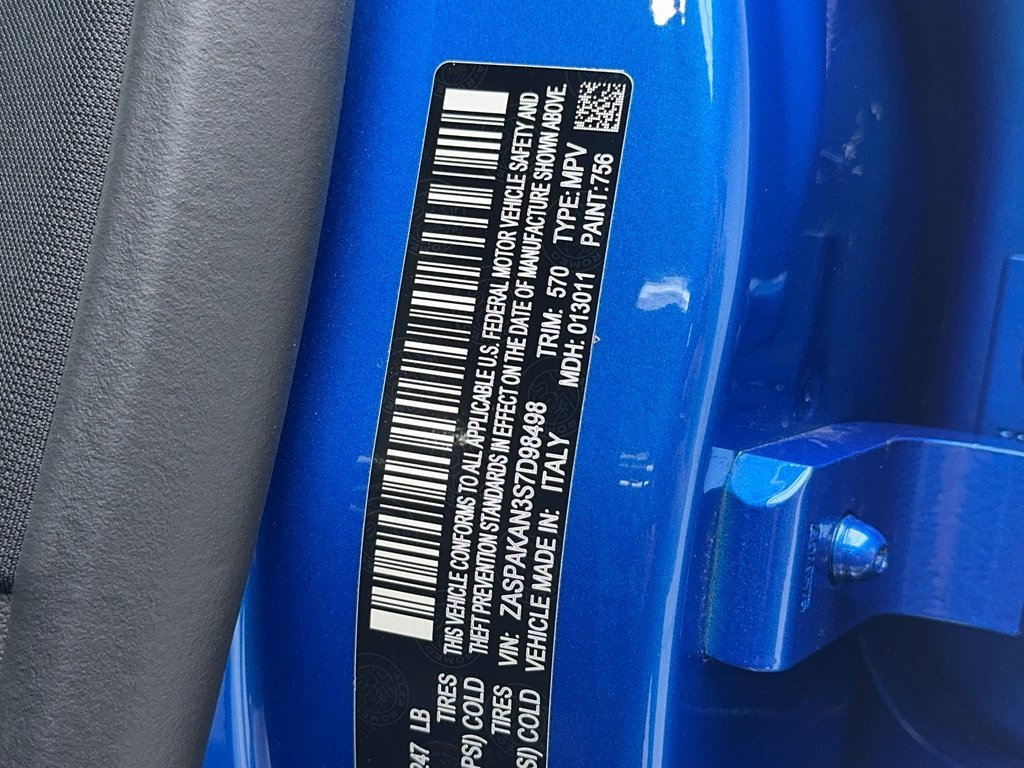 247 LB
TIRES
PSI) COLD
TIRES
SI) COLD
THIS VEHICLE CONFORMS TO ALL APPLICABLE U.S. FEDERAL MOTOR VEHICLE SAFETY AND
THEFT PREVENTION STANDARDS IN EFFECT ON THE DATE OF MANUFACTURE SHOWN ABOVE.
VIN: ZASPAKAN3S7D98498 TRIM: 570 TYPE: MPV
VEHICLE MADE IN: ITALY MDH: 013011 PAINT: 756